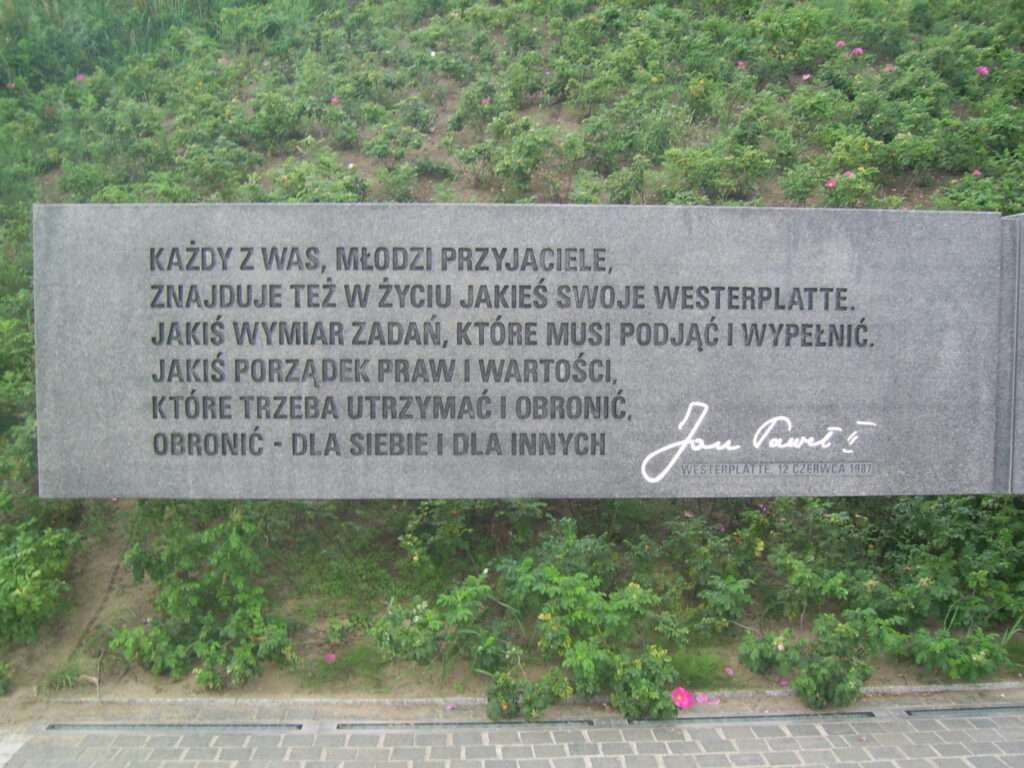 KAŻDY Z WAS, MŁODZI PRZYJACIELE,
ZNAJDUJE TEŻ W ŻYCIU JAKIEŚ SWOJE WESTERPLATTE.
JAKIŚ WYMIAR ZADAŃ, KTÓRE MUSI PODJĄĆ I WYPEŁNIĆ.
JAKIŚ PORZĄDEK PRAW I WARTOŚCI,
KTÓRE TRZEBA UTRZYMAĆ I OBRONIĆ.
OBRONIĆ - DLA SIEBIE I DLA INNYCH
Jan Paweł II
WESTERPLATTE, 12 CZERWCA 1987